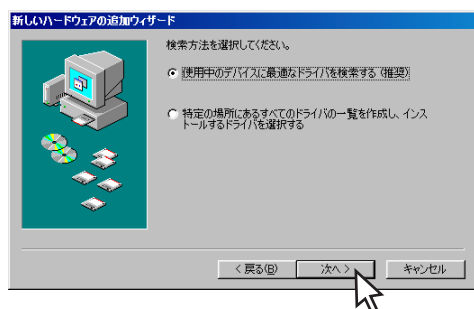 新しいハードウェアの追加ウィザード
検索方法を選択してください。
使用中のデバイスに最適なドライバを検索する (推奨)
特定の場所にあるすべてのドライバの一覧を作成し、インス
トールするドライバを選択する
< 戻る(B)
次へ >
キャンセル